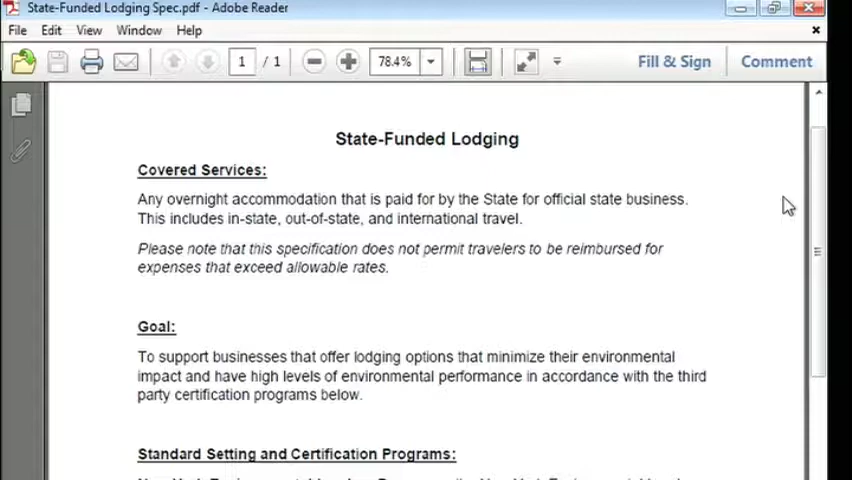 State-Funded Lodging Spec.pdf - Adobe Reader
File Edit View Window Help
1 / 1 78.4% Fill & Sign Comment
State-Funded Lodging
Covered Services:
Any overnight accommodation that is paid for by the State for official state business.
This includes in-state, out-of-state, and international travel.
Please note that this specification does not permit travelers to be reimbursed for
expenses that exceed allowable rates.
Goal:
To support businesses that offer lodging options that minimize their environmental
impact and have high levels of environmental performance in accordance with the third
party certification programs below.
Standard Setting and Certification Programs: